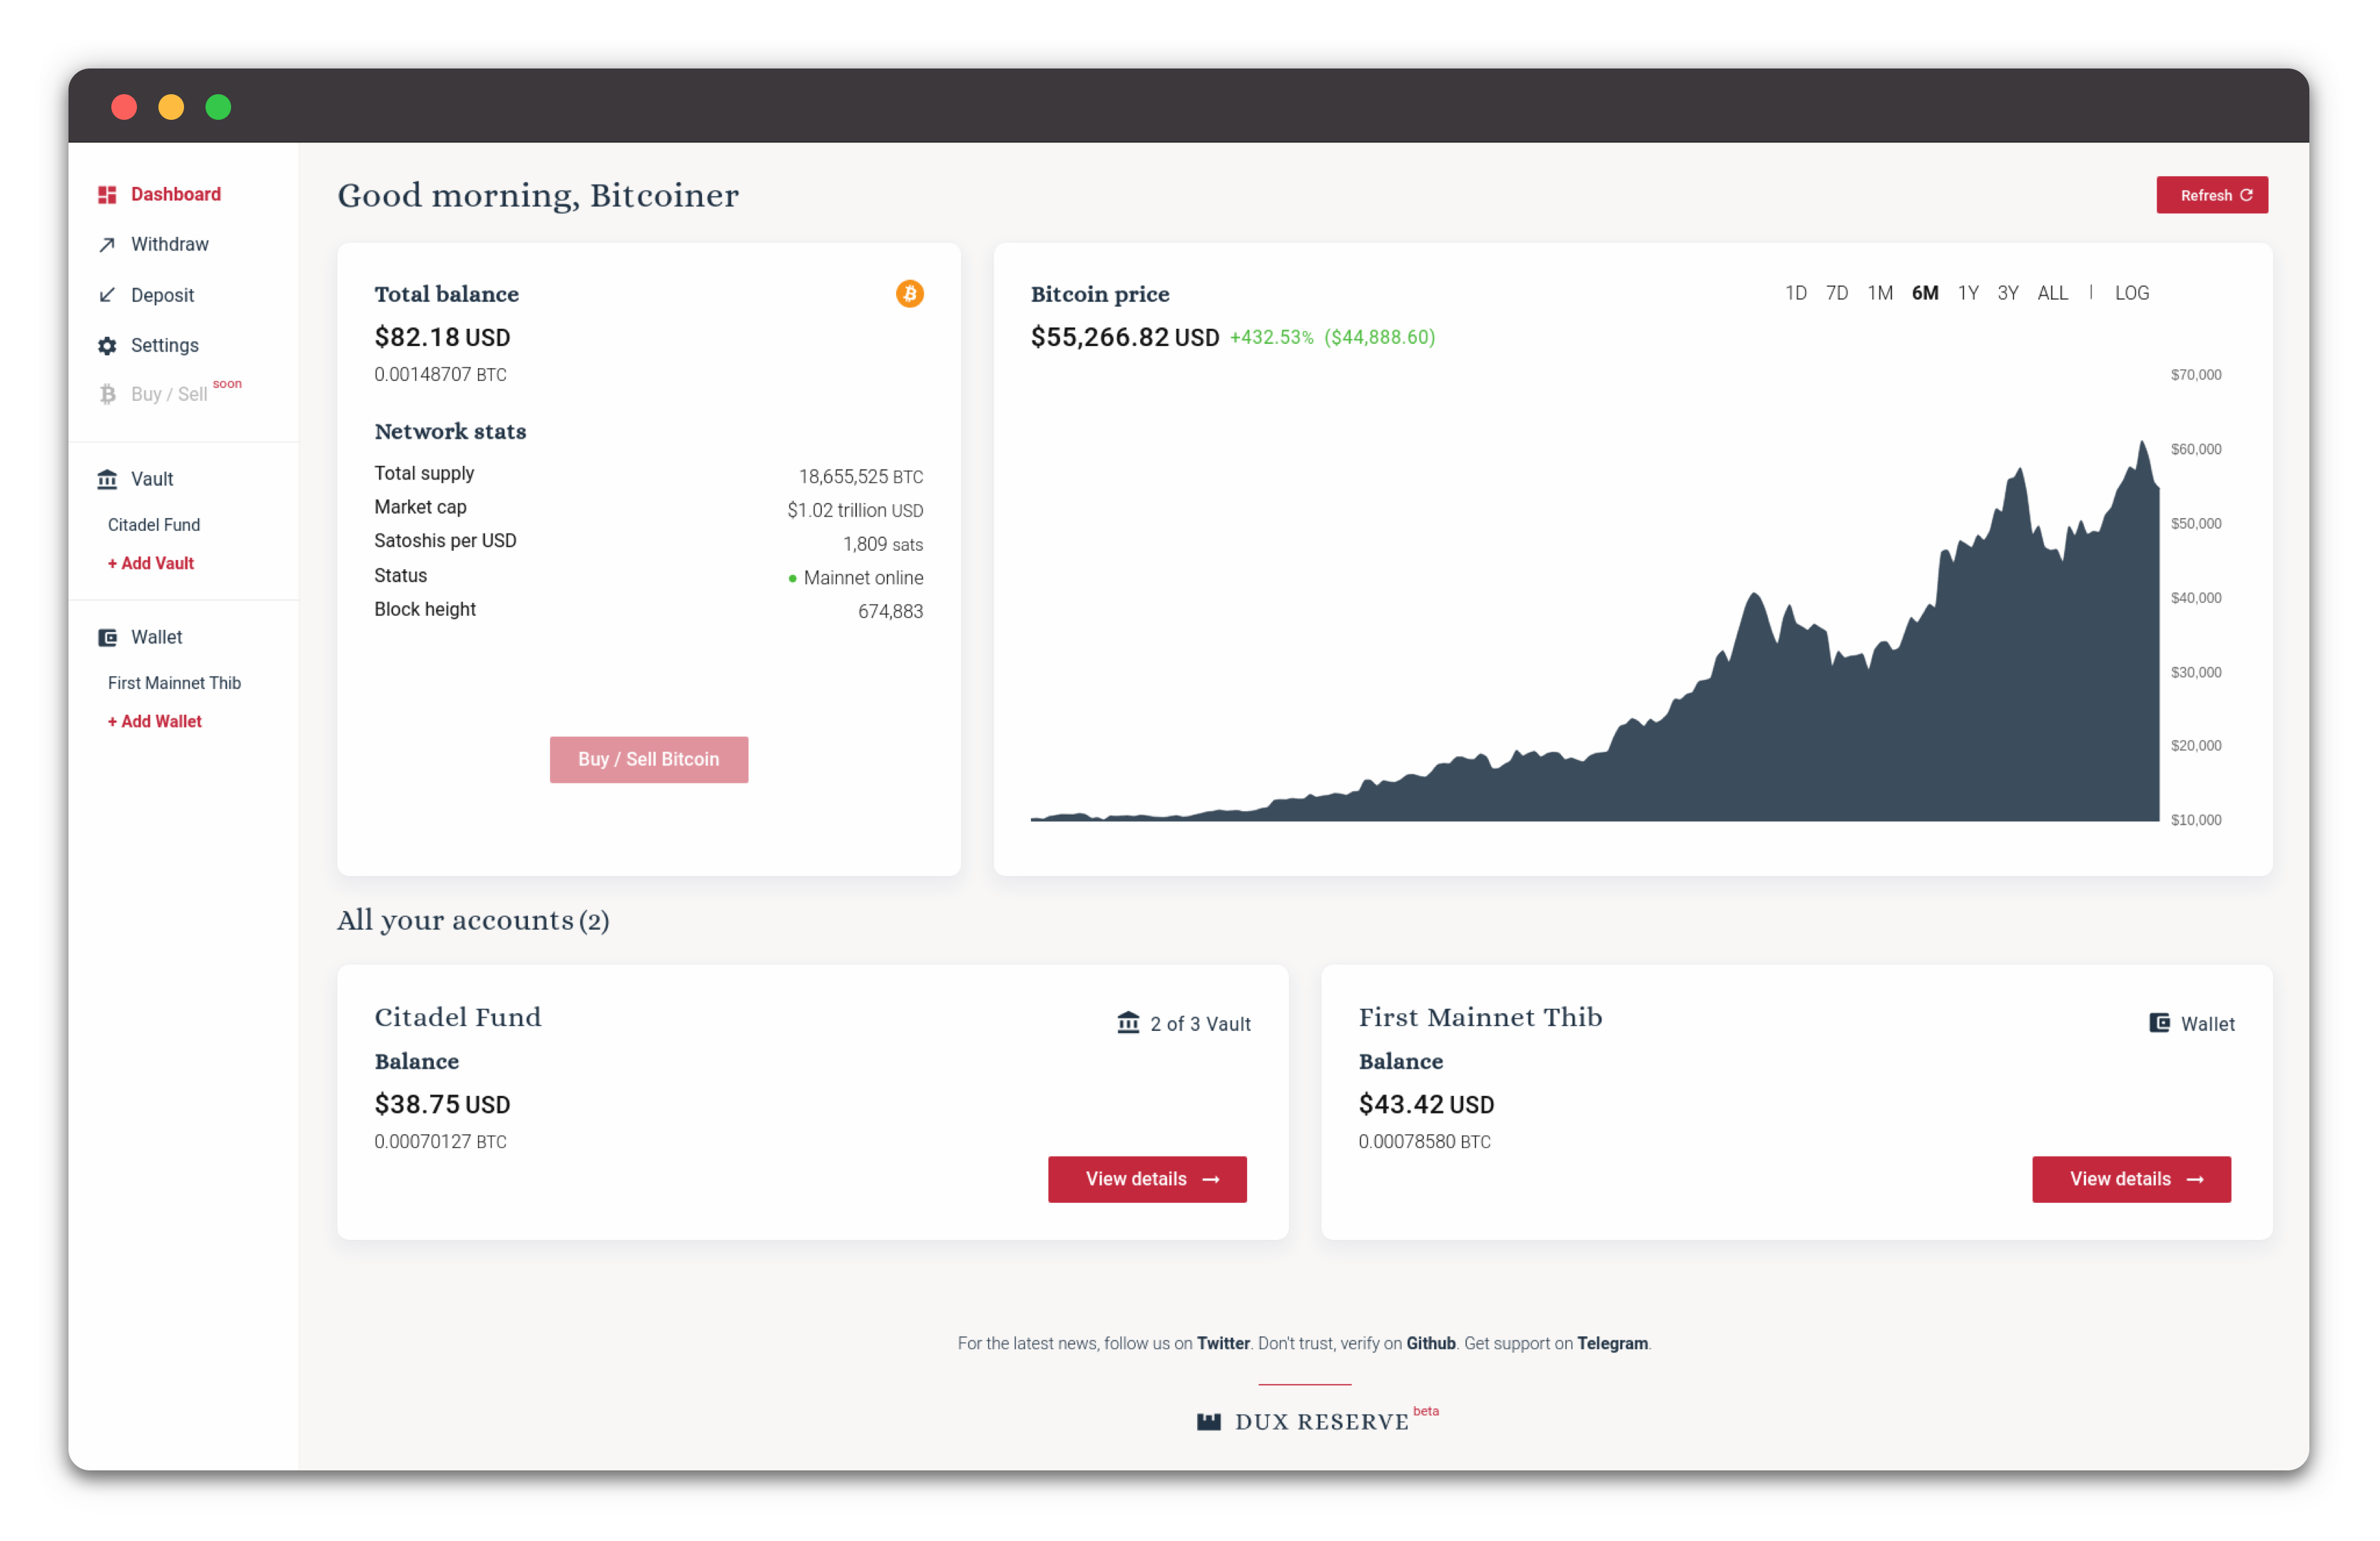 Dashboard
Withdraw
Deposit
Settings
Buy / Sell soon
Vault
Citadel Fund
+ Add Vault
Wallet
First Mainnet Thib
+ Add Wallet
Good morning, Bitcoiner
Refresh
Total balance
$82.18 USD
0.00148707 BTC
Network stats
Total supply 18,655,525 BTC
Market cap $1.02 trillion USD
Satoshis per USD 1,809 sats
Status Mainnet online
Block height 674,883
Buy / Sell Bitcoin
Bitcoin price
1D 7D 1M 6M 1Y 3Y ALL | LOG
$55,266.82 USD +432.53% ($44,888.60)
$70,000
$60,000
$50,000
$40,000
$30,000
$20,000
$10,000
All your accounts (2)
Citadel Fund
2 of 3 Vault
Balance
$38.75 USD
0.00070127 BTC
View details →
First Mainnet Thib
Wallet
Balance
$43.42 USD
0.00078580 BTC
View details →
For the latest news, follow us on Twitter. Don't trust, verify on Github. Get support on Telegram.
DUX RESERVE beta